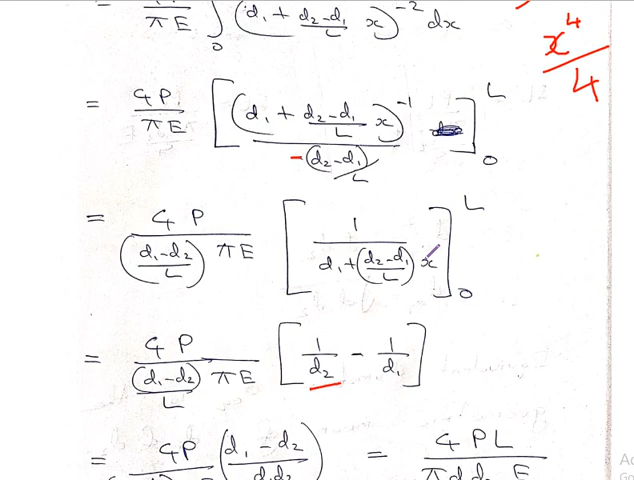 = πE ∫₀ (d₁ + (d₂-d₁)/L x)⁻² dx
x⁴/4
= 4P/πE [ (d₁ + (d₂-d₁)/L x)⁻¹ / -(d₂-d₁)/L ]₀ᴸ
= 4P / ((d₁-d₂)/L) πE [ 1 / (d₁ + ((d₂-d₁)/L) x) ]₀ᴸ
= 4P / ((d₁-d₂)/L) πE [ 1/d₂ - 1/d₁ ]
= 4P ( (d₁ - d₂) / d₁d₂ ) = 4PL / πd₁d₂ E